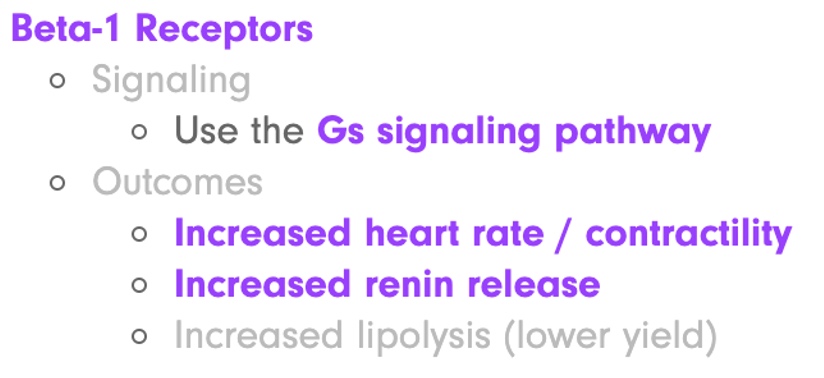 Beta-1 Receptors
Signaling
Use the Gs signaling pathway
Outcomes
Increased heart rate / contractility
Increased renin release
Increased lipolysis (lower yield)